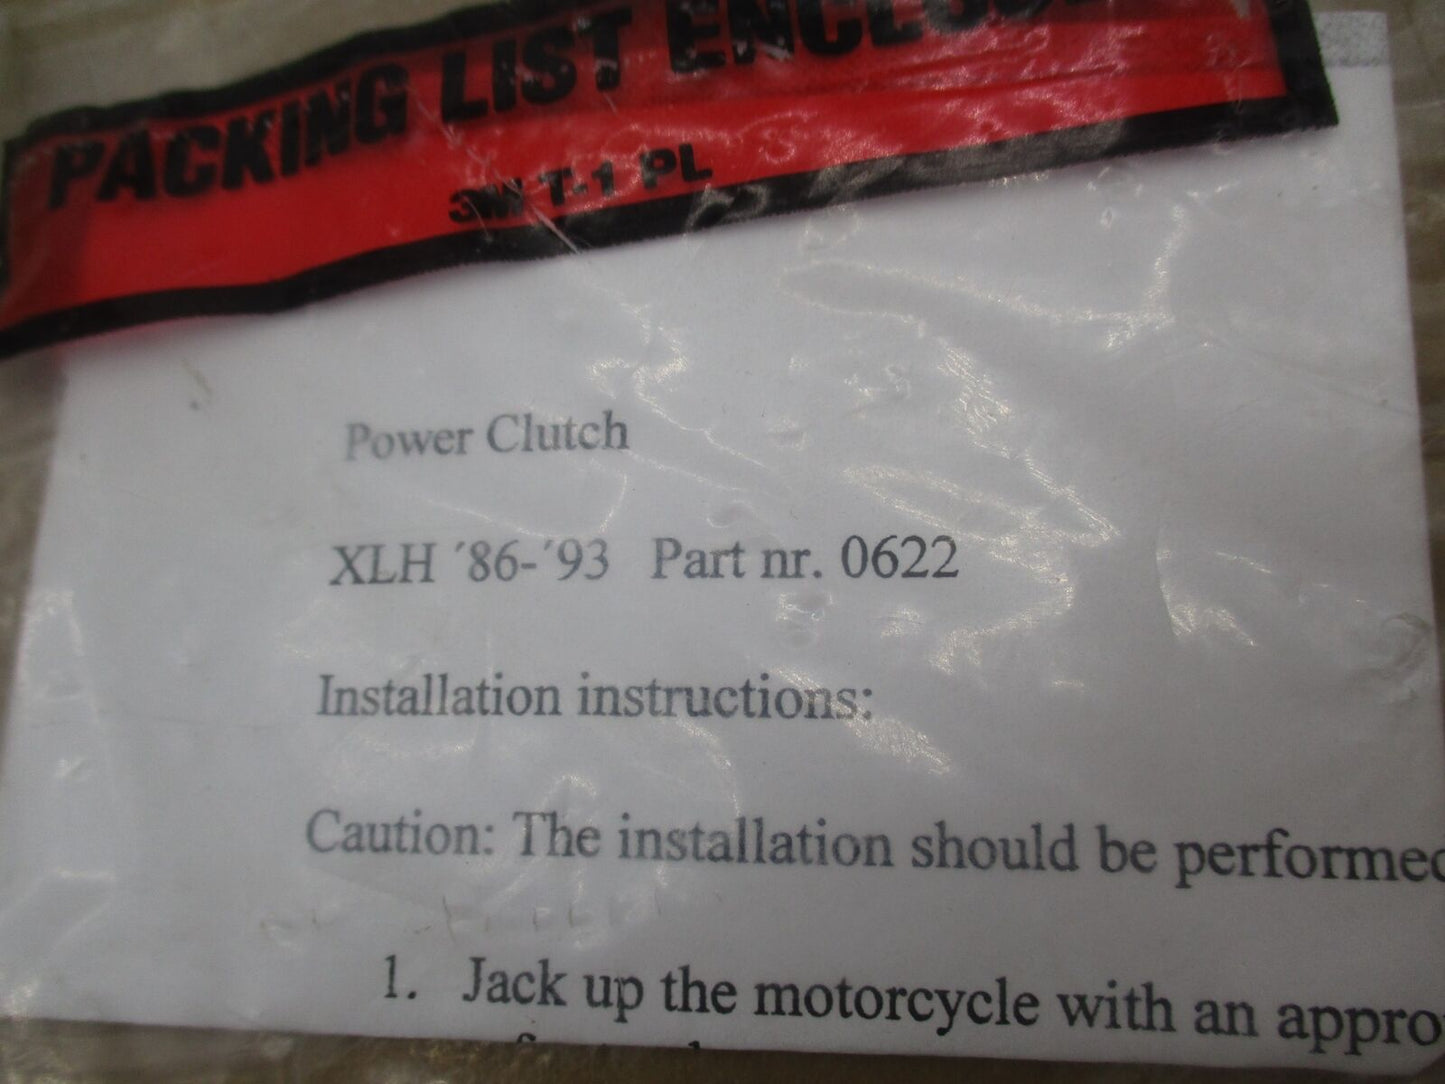 PACKING LIST
3M T-1 PL
Power Clutch
XLH ´86-´93 Part nr. 0622
Installation instructions:
Caution: The installation should be performed
1. Jack up the motorcycle with an appro